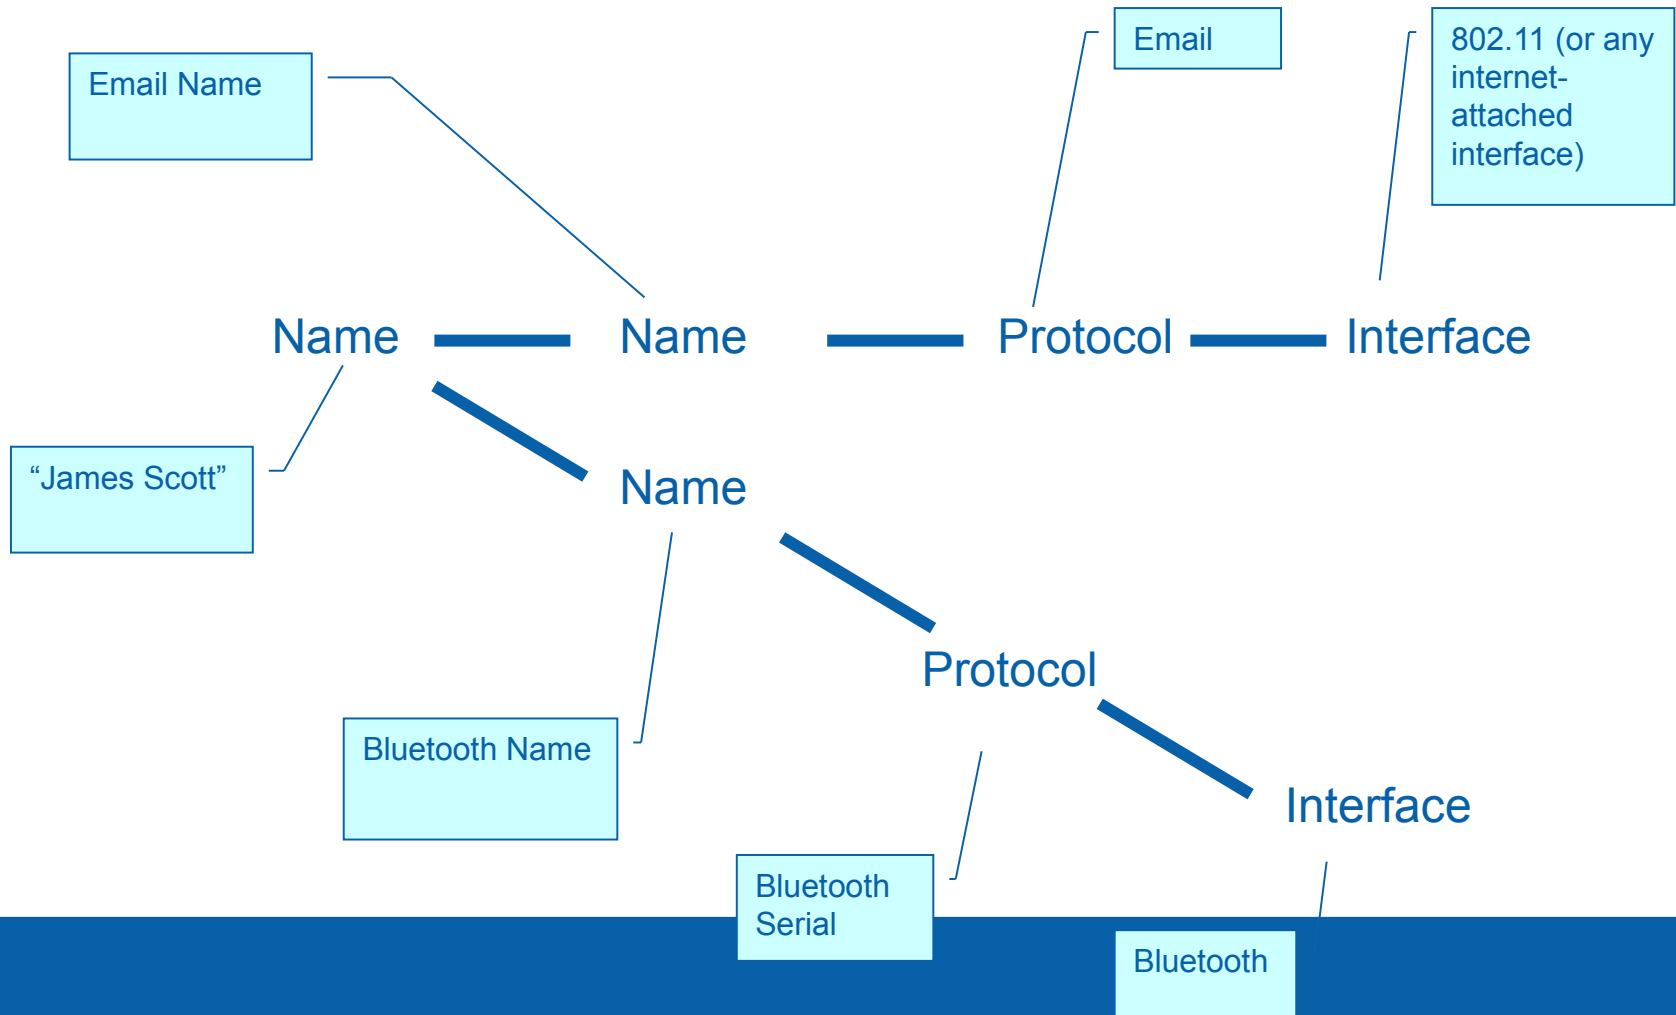 Email
802.11 (or any
internet-
attached
interface)
Email Name
Name
Name
Protocol
Interface
“James Scott”
Name
Protocol
Bluetooth Name
Interface
Bluetooth
Serial
Bluetooth